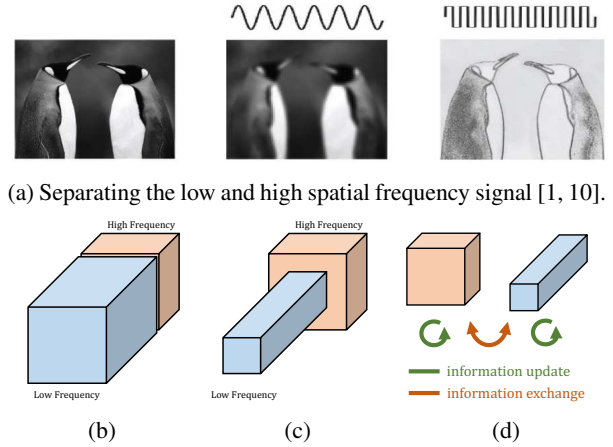 (a) Separating the low and high spatial frequency signal [1, 10].
High Frequency
Low Frequency
High Frequency
Low Frequency
information update
information exchange
(b)
(c)
(d)